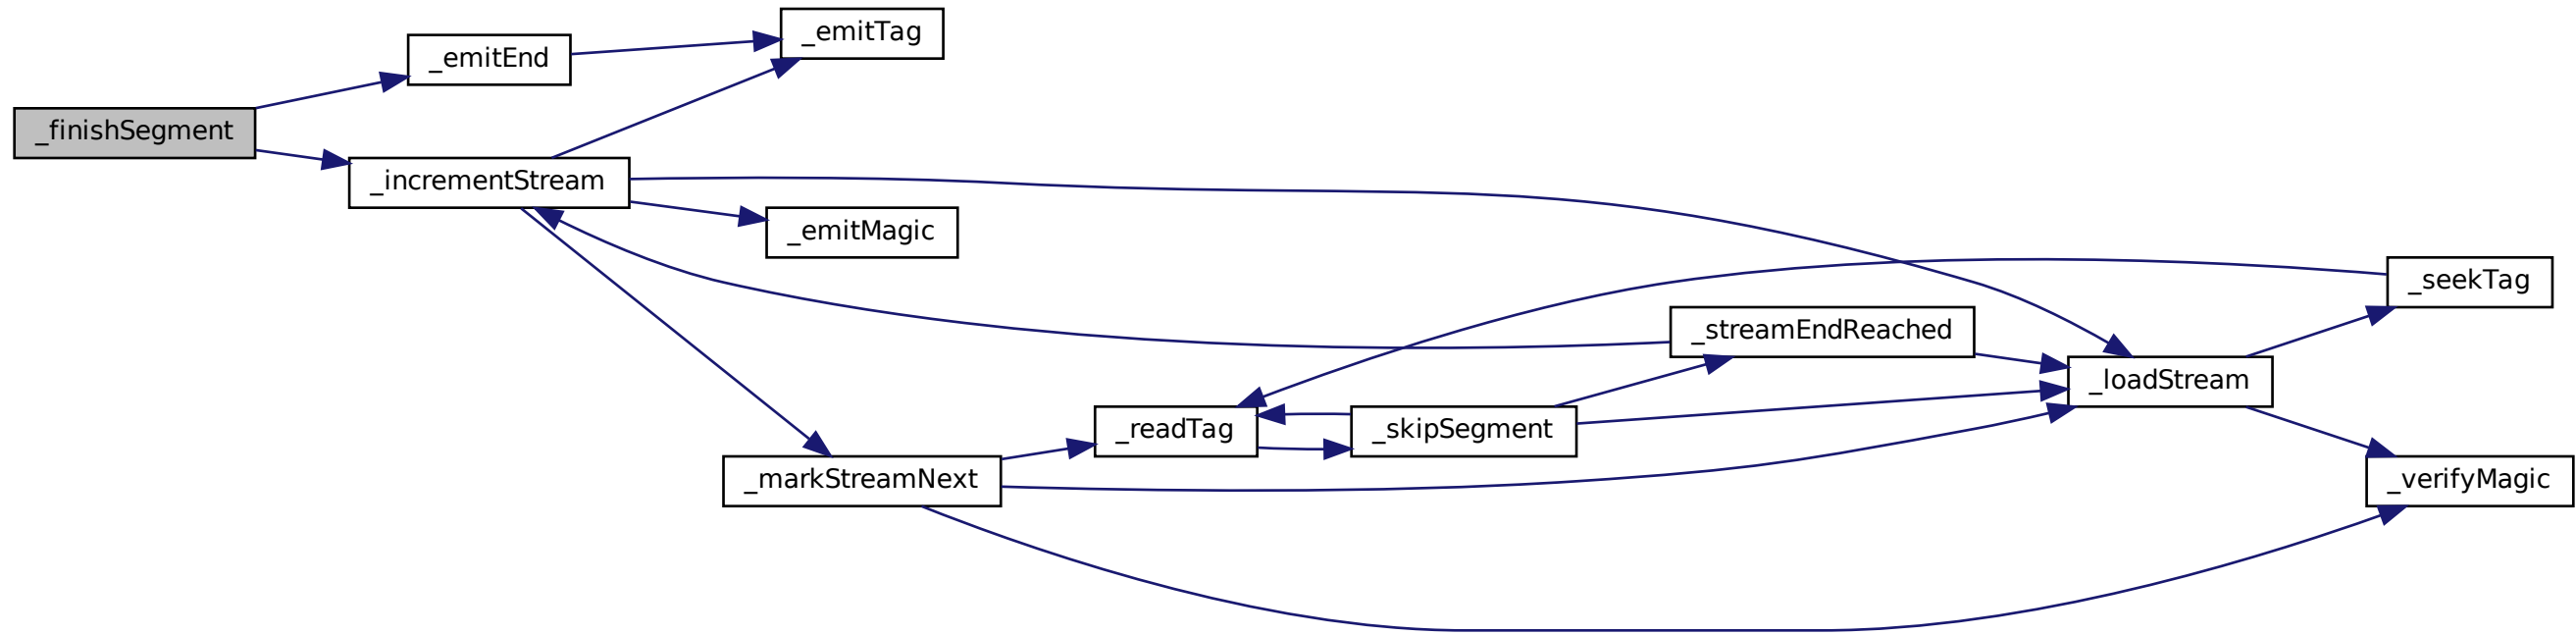 _emitTag
_emitEnd
_finishSegment
_incrementStream
_emitMagic
_seekTag
_streamEndReached
_loadStream
_readTag
_skipSegment
_markStreamNext
_verifyMagic